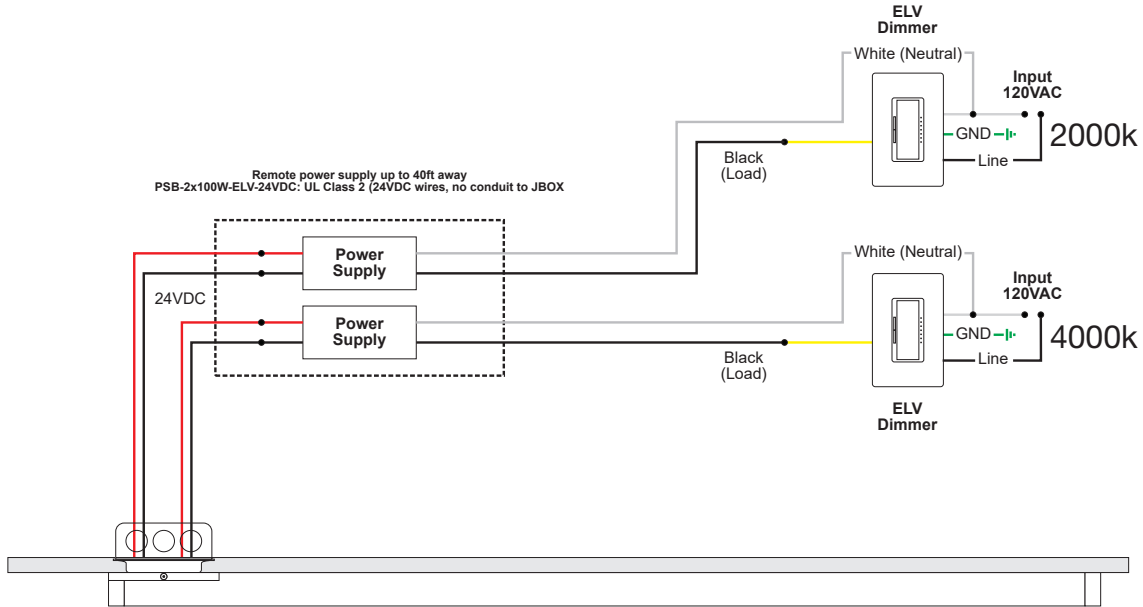 ELV
Dimmer
White (Neutral)
Input
120VAC
GND
2000k
Line
Black
(Load)
Remote power supply up to 40ft away
PSB-2x100W-ELV-24VDC: UL Class 2 (24VDC wires, no conduit to JBOX
Power
Supply
24VDC
Power
Supply
White (Neutral)
Input
120VAC
GND
4000k
Line
Black
(Load)
ELV
Dimmer